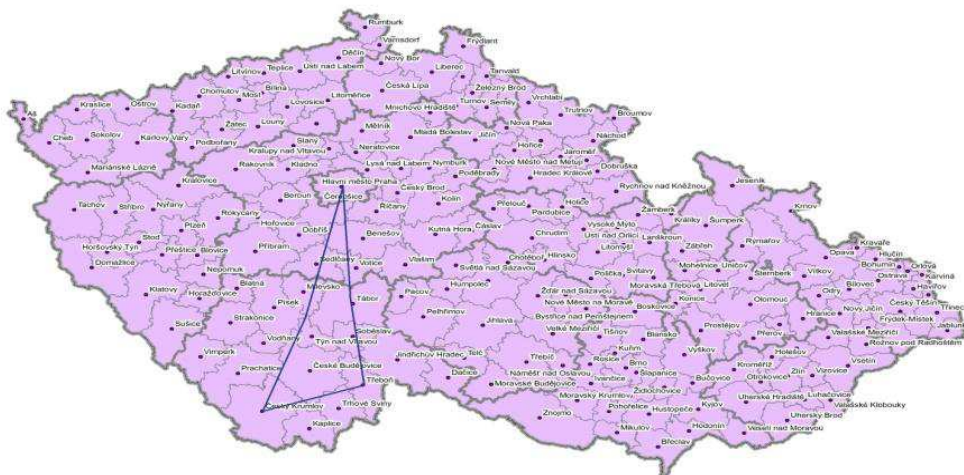 Rumburk
Varnsdorf
Frýdlant
Děčín
Nový Bor
Teplice
Ústí nad Labem
Liberec
Tanvald
Litvínov
Bílina
Česká Lípa
Železný Brod
Chomutov
Most
Litoměřice
Vrchlabí
Kraslice
Ostrov
Kadaň
Lovosice
Mnichovo Hradiště
Turnov
Semily
Trutnov
Aš
Broumov
Žatec
Louny
Mělník
Mladá Boleslav
Jičín
Nová Paka
Cheb
Sokolov
Karlovy Vary
Podbořany
Slaný
Kralupy nad Vltavou
Neratovice
Hořice
Náchod
Jaroměř
Mariánské Lázně
Rakovník
Kladno
Lysá nad Labem
Nymburk
Nové Město nad Metují
Dobruška
Poděbrady
Hradec Králové
Kralovice
Hlavní město Praha
Český Brod
Rychnov nad Kněžnou
Jeseník
Beroun
Černošice
Kolín
Přelouč
Holice
Tachov
Stříbro
Nýřany
Rokycany
Říčany
Pardubice
Žamberk
Králíky
Šumperk
Krnov
Plzeň
Hořovice
Dobříš
Kutná Hora
Čáslav
Chrudim
Vysoké Mýto
Ústí nad Orlicí
Lanškroun
Stod
Benešov
Litomyšl
Zábřeh
Rýmařov
Kravaře
Horšovský Týn
Přeštice
Blovice
Příbram
Hlinsko
Opava
Hlučín
Domažlice
Sedlčany
Votice
Vlašim
Chotěboř
Světlá nad Sázavou
Svitavy
Mohelnice
Uničov
Bohumín
Orlová
Nepomuk
Polička
Šternberk
Vítkov
Ostrava
Karviná
Blatná
Humpolec
Moravská Třebová
Litovel
Bílovec
Havířov
Klatovy
Horažďovice
Milevsko
Pacov
Žďár nad Sázavou
Odry
Český Těšín
Písek
Tábor
Nové Město na Moravě
Boskovice
Konice
Olomouc
Nový Jičín
Třinec
Pelhřimov
Bystřice nad Pernštejnem
Hranice
Frýdek-Místek
Sušice
Strakonice
Jihlava
Prostějov
Přerov
Valašské Meziříčí
Vodňany
Soběslav
Velké Meziříčí
Tišnov
Blansko
Rožnov pod Radhoštěm
Týn nad Vltavou
Vimperk
Jindřichův Hradec
Telč
Třebíč
Rosice
Kuřim
Brno
Vyškov
Kroměříž
Holešov
Vsetín
Prachatice
České Budějovice
Dačice
Náměšť nad Oslavou
Šlapanice
Otrokovice
Zlín
Vizovice
Třeboň
Moravské Budějovice
Ivančice
Židlochovice
Bučovice
Luhačovice
Český Krumlov
Trhové Sviny
Moravský Krumlov
Uherské Hradiště
Valašské Klobouky
Znojmo
Pohořelice
Hustopeče
Kyjov
Uherský Brod
Kaplice
Mikulov
Hodonín
Veselí nad Moravou
Břeclav